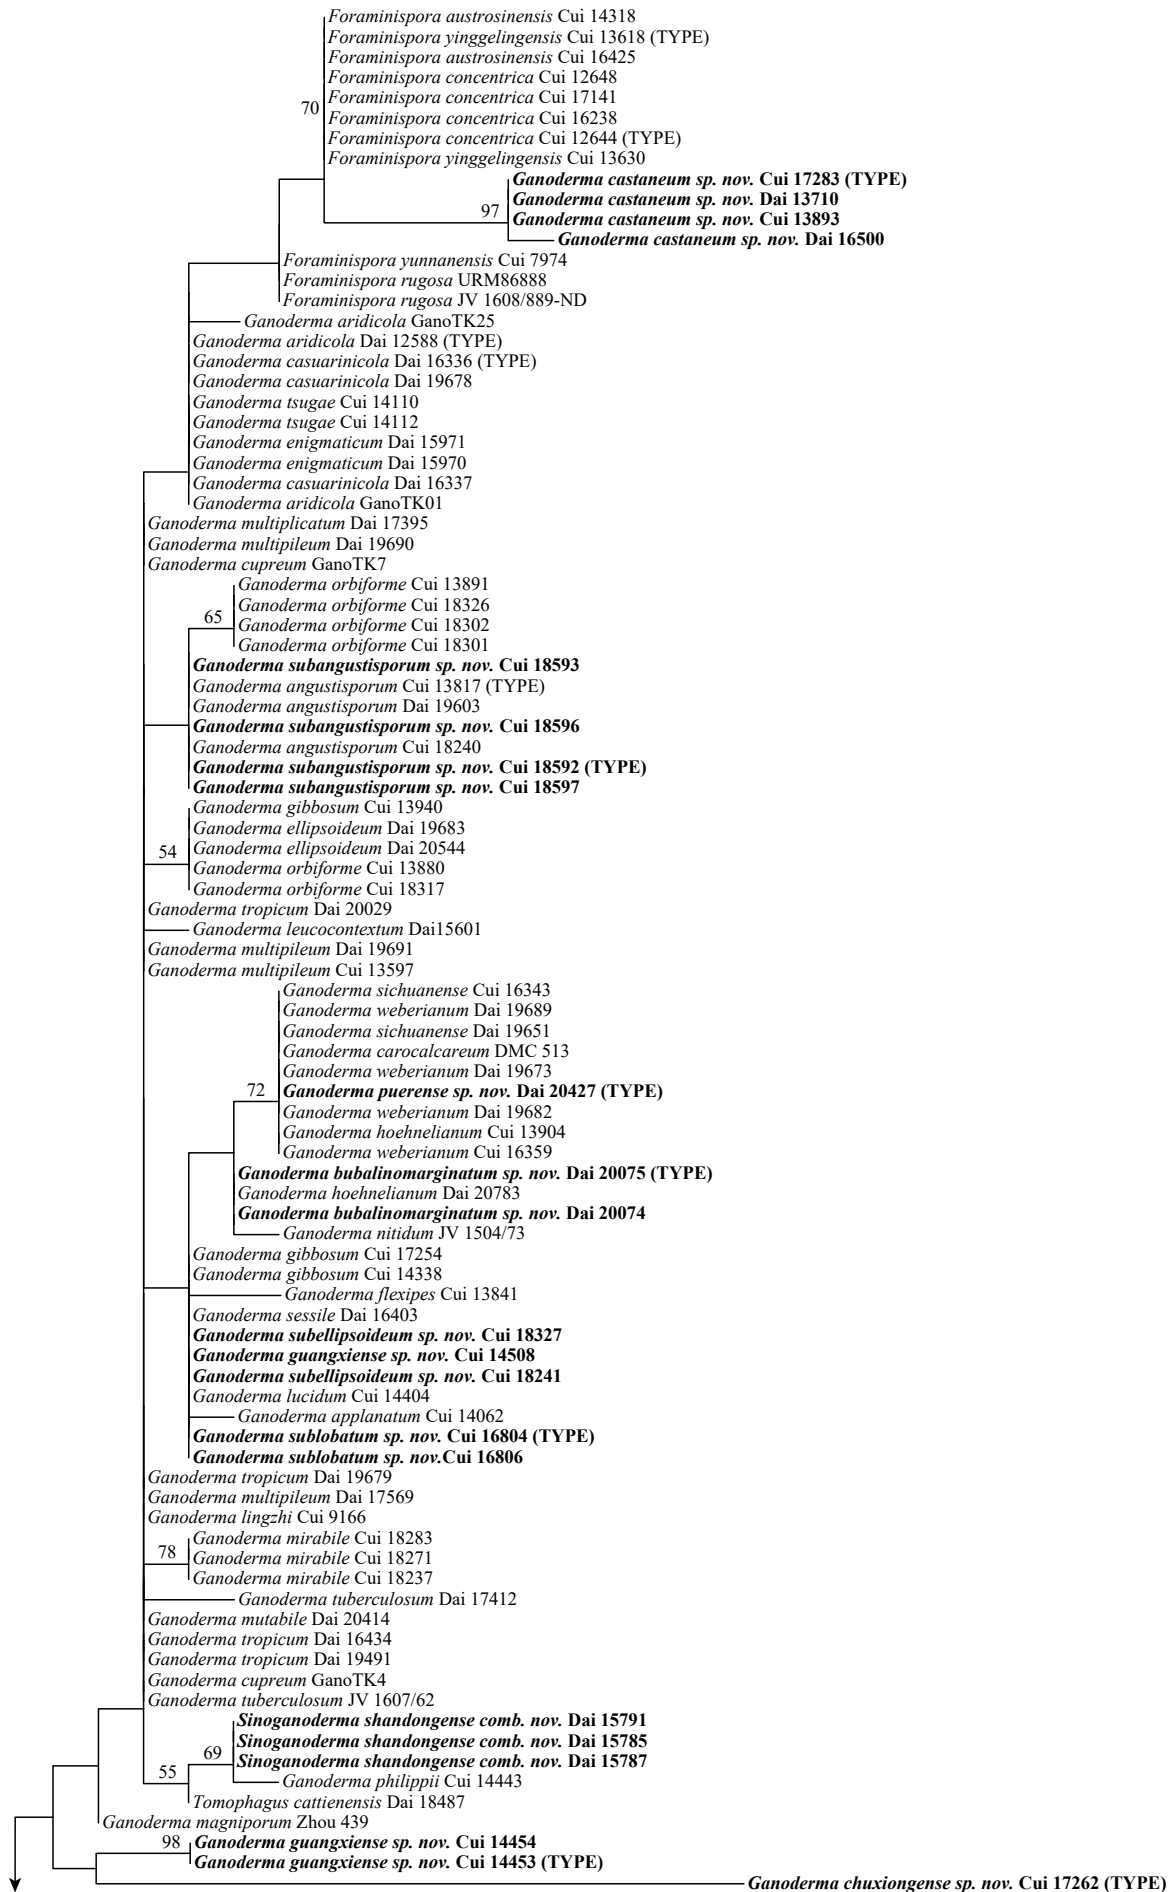 Foraminispora austrosinensis Cui 14318
Foraminispora yinggelingensis Cui 13618 (TYPE)
Foraminispora austrosinensis Cui 16425
Foraminispora concentrica Cui 12648
Foraminispora concentrica Cui 17141
70
Foraminispora concentrica Cui 16238
Foraminispora concentrica Cui 12644 (TYPE)
Foraminispora yinggelingensis Cui 13630
Ganoderma castaneum sp. nov. Cui 17283 (TYPE)
Ganoderma castaneum sp. nov. Dai 13710
97
Ganoderma castaneum sp. nov. Cui 13893
Ganoderma castaneum sp. nov. Dai 16500
Foraminispora yunnanensis Cui 7974
Foraminispora rugosa URM86888
Foraminispora rugosa JV 1608/889-ND
Ganoderma aridicola GanoTK25
Ganoderma aridicola Dai 12588 (TYPE)
Ganoderma casuarinicola Dai 16336 (TYPE)
Ganoderma casuarinicola Dai 19678
Ganoderma tsugae Cui 14110
Ganoderma tsugae Cui 14112
Ganoderma enigmaticum Dai 15971
Ganoderma enigmaticum Dai 15970
Ganoderma casuarinicola Dai 16337
Ganoderma aridicola GanoTK01
Ganoderma multiplicatum Dai 17395
Ganoderma multipileum Dai 19690
Ganoderma cupreum GanoTK7
Ganoderma orbiforme Cui 13891
Ganoderma orbiforme Cui 18326
65
Ganoderma orbiforme Cui 18302
Ganoderma orbiforme Cui 18301
Ganoderma subangustisporum sp. nov. Cui 18593
Ganoderma angustisporum Cui 13817 (TYPE)
Ganoderma angustisporum Dai 19603
Ganoderma subangustisporum sp. nov. Cui 18596
Ganoderma angustisporum Cui 18240
Ganoderma subangustisporum sp. nov. Cui 18592 (TYPE)
Ganoderma subangustisporum sp. nov. Cui 18597
Ganoderma gibbosum Cui 13940
Ganoderma ellipsoideum Dai 19683
54
Ganoderma ellipsoideum Dai 20544
Ganoderma orbiforme Cui 13880
Ganoderma orbiforme Cui 18317
Ganoderma tropicum Dai 20029
Ganoderma leucocontextum Dai15601
Ganoderma multipileum Dai 19691
Ganoderma multipileum Cui 13597
Ganoderma sichuanense Cui 16343
Ganoderma weberianum Dai 19689
Ganoderma sichuanense Dai 19651
Ganoderma carocalcareum DMC 513
Ganoderma weberianum Dai 19673
72
Ganoderma puerense sp. nov. Dai 20427 (TYPE)
Ganoderma weberianum Dai 19682
Ganoderma hoehnelianum Cui 13904
Ganoderma weberianum Cui 16359
Ganoderma bubalinomarginatum sp. nov. Dai 20075 (TYPE)
Ganoderma hoehnelianum Dai 20783
Ganoderma bubalinomarginatum sp. nov. Dai 20074
Ganoderma nitidum JV 1504/73
Ganoderma gibbosum Cui 17254
Ganoderma gibbosum Cui 14338
Ganoderma flexipes Cui 13841
Ganoderma sessile Dai 16403
Ganoderma subellipsoideum sp. nov. Cui 18327
Ganoderma guangxiense sp. nov. Cui 14508
Ganoderma subellipsoideum sp. nov. Cui 18241
Ganoderma lucidum Cui 14404
Ganoderma applanatum Cui 14062
Ganoderma sublobatum sp. nov. Cui 16804 (TYPE)
Ganoderma sublobatum sp. nov.Cui 16806
Ganoderma tropicum Dai 19679
Ganoderma multipileum Dai 17569
Ganoderma lingzhi Cui 9166
Ganoderma mirabile Cui 18283
78
Ganoderma mirabile Cui 18271
Ganoderma mirabile Cui 18237
Ganoderma tuberculosum Dai 17412
Ganoderma mutabile Dai 20414
Ganoderma tropicum Dai 16434
Ganoderma tropicum Dai 19491
Ganoderma cupreum GanoTK4
Ganoderma tuberculosum JV 1607/62
Sinoganoderma shandongense comb. nov. Dai 15791
Sinoganoderma shandongense comb. nov. Dai 15785
69
Sinoganoderma shandongense comb. nov. Dai 15787
55
Ganoderma philippii Cui 14443
Tomophagus cattienensis Dai 18487
Ganoderma magniporum Zhou 439
98
Ganoderma guangxiense sp. nov. Cui 14454
Ganoderma guangxiense sp. nov. Cui 14453 (TYPE)
Ganoderma chuxiongense sp. nov. Cui 17262 (TYPE)